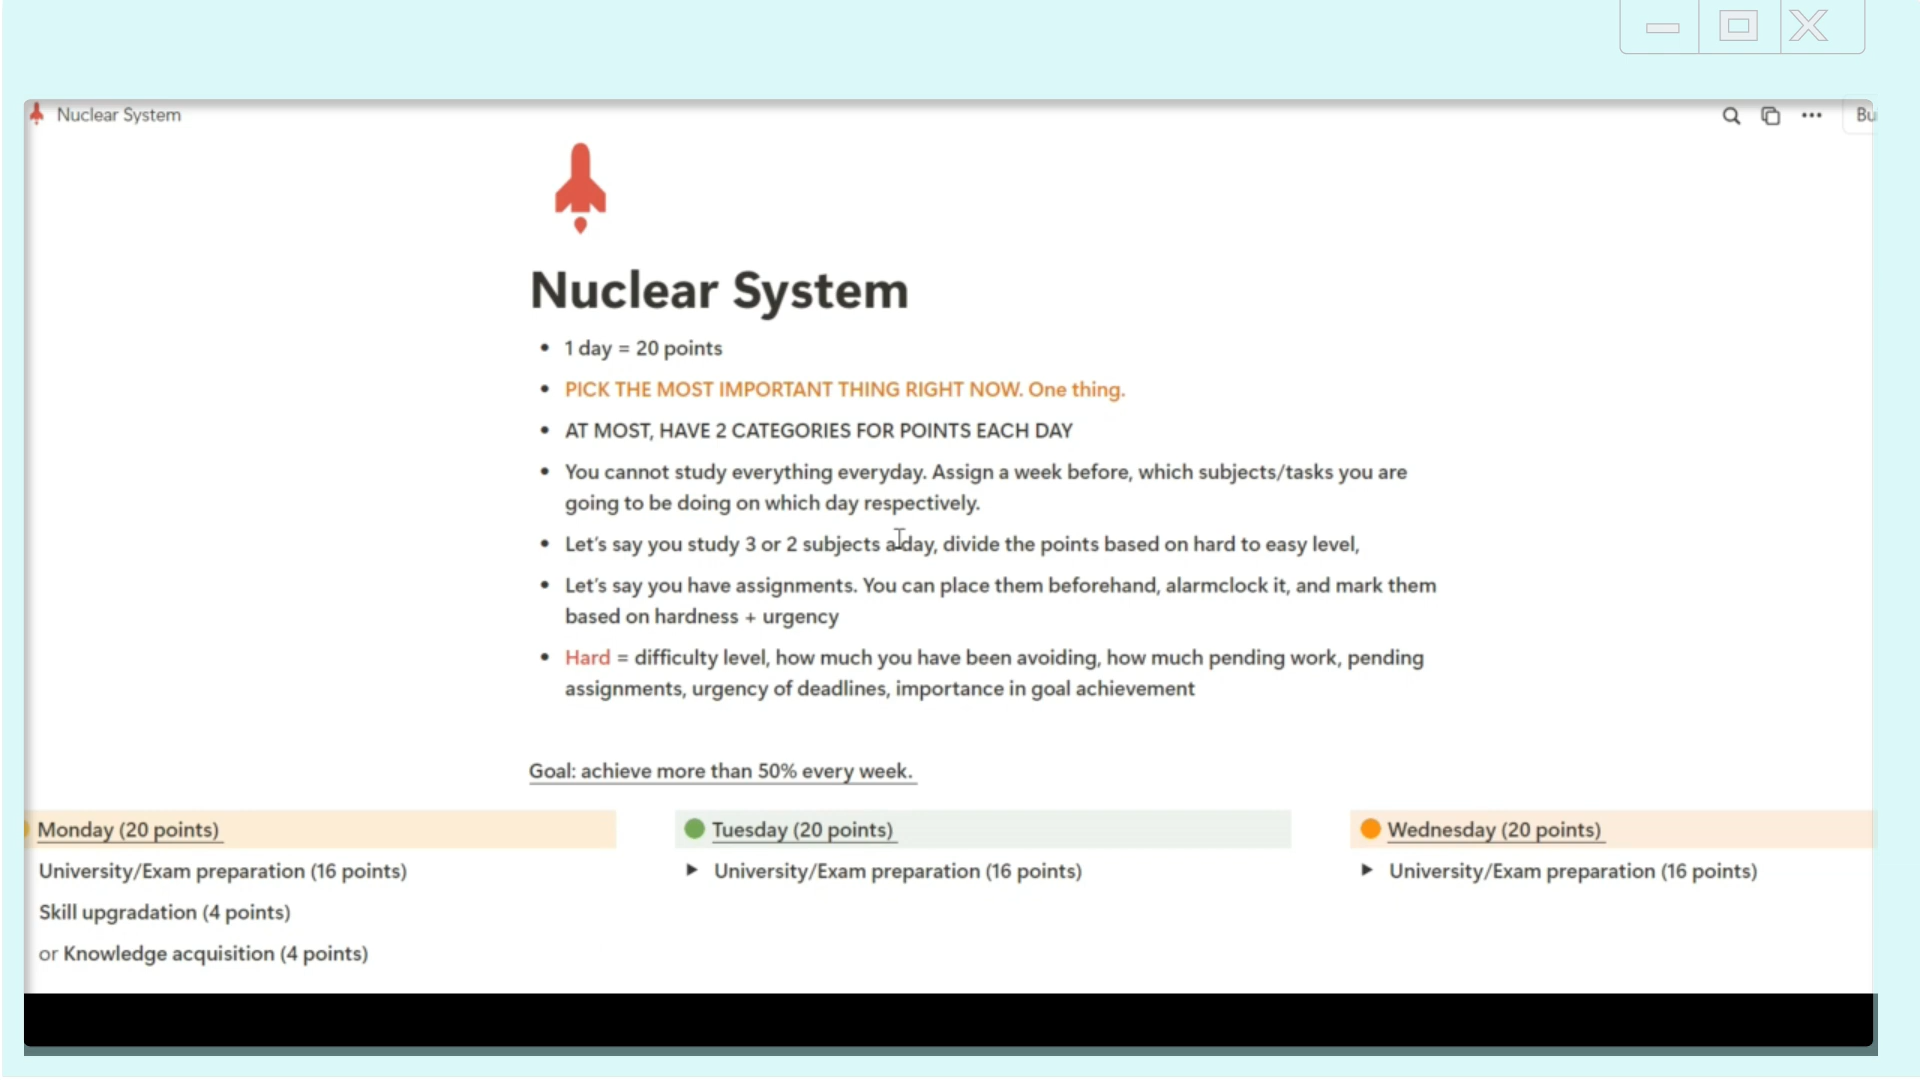 Nuclear System
Nuclear System
• 1 day = 20 points
• PICK THE MOST IMPORTANT THING RIGHT NOW. One thing.
• AT MOST, HAVE 2 CATEGORIES FOR POINTS EACH DAY
• You cannot study everything everyday. Assign a week before, which subjects/tasks you are
going to be doing on which day respectively.
• Let's say you study 3 or 2 subjects a day, divide the points based on hard to easy level,
• Let's say you have assignments. You can place them beforehand, alarmclock it, and mark them
based on hardness + urgency
• Hard = difficulty level, how much you have been avoiding, how much pending work, pending
assignments, urgency of deadlines, importance in goal achievement
Goal: achieve more than 50% every week.
Monday (20 points)
University/Exam preparation (16 points)
Skill upgradation (4 points)
or Knowledge acquisition (4 points)
Tuesday (20 points)
University/Exam preparation (16 points)
Wednesday (20 points)
University/Exam preparation (16 points)